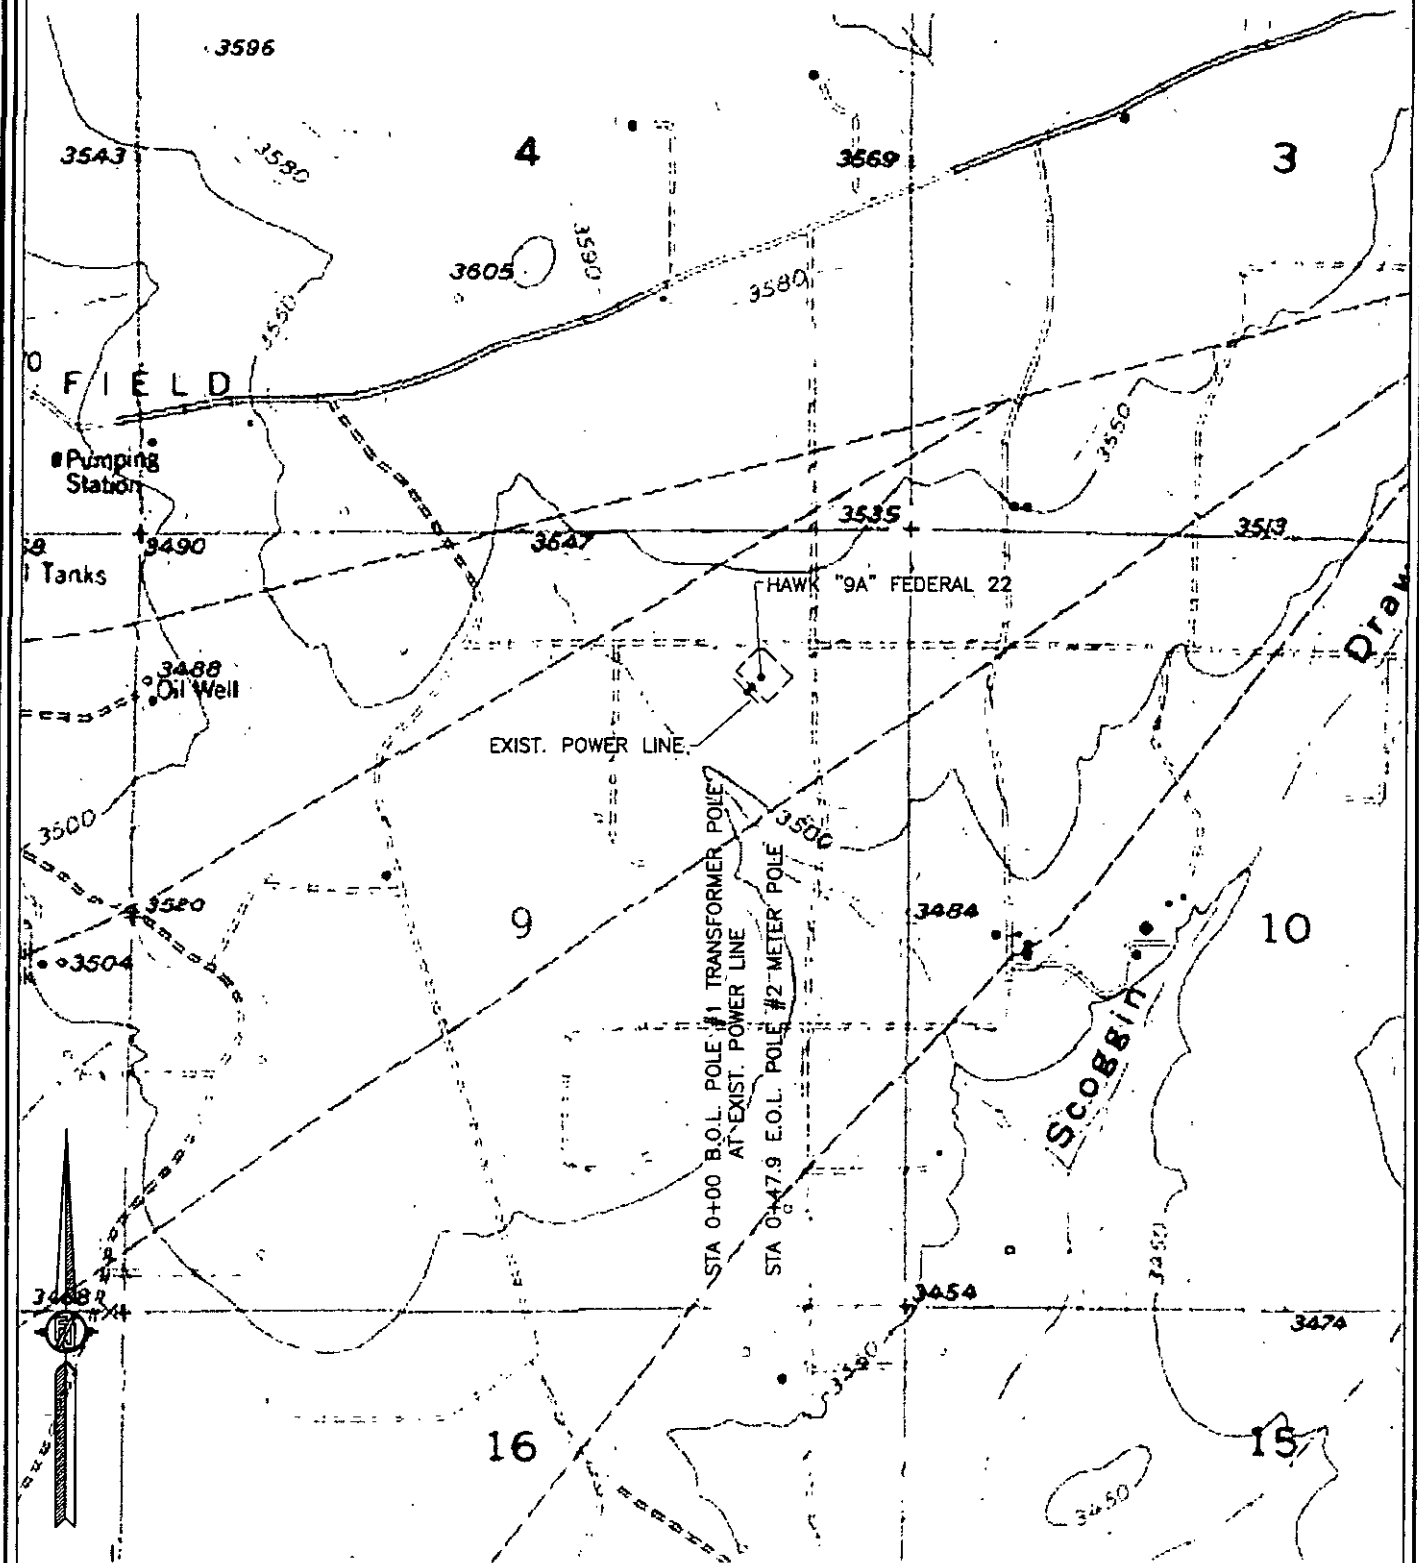 3596
4
3
3543
3580
3569
3590
3605
3580
3550
FIELD
3550
Pumping
Station
3535
3513
3490
3547
Tanks
HAWK "9A" FEDERAL 22
Draw
3488
Oil Well
EXIST. POWER LINE
3500
3500
3520
9
3484
10
3504
STA 0+00 B.O.L. POLE #1 TRANSFORMER POLE
AT EXIST. POWER LINE
STA 0+47.9 E.O.L. POLE #2 METER POLE
Scoggin
3450
3454
3474
16
15
3450